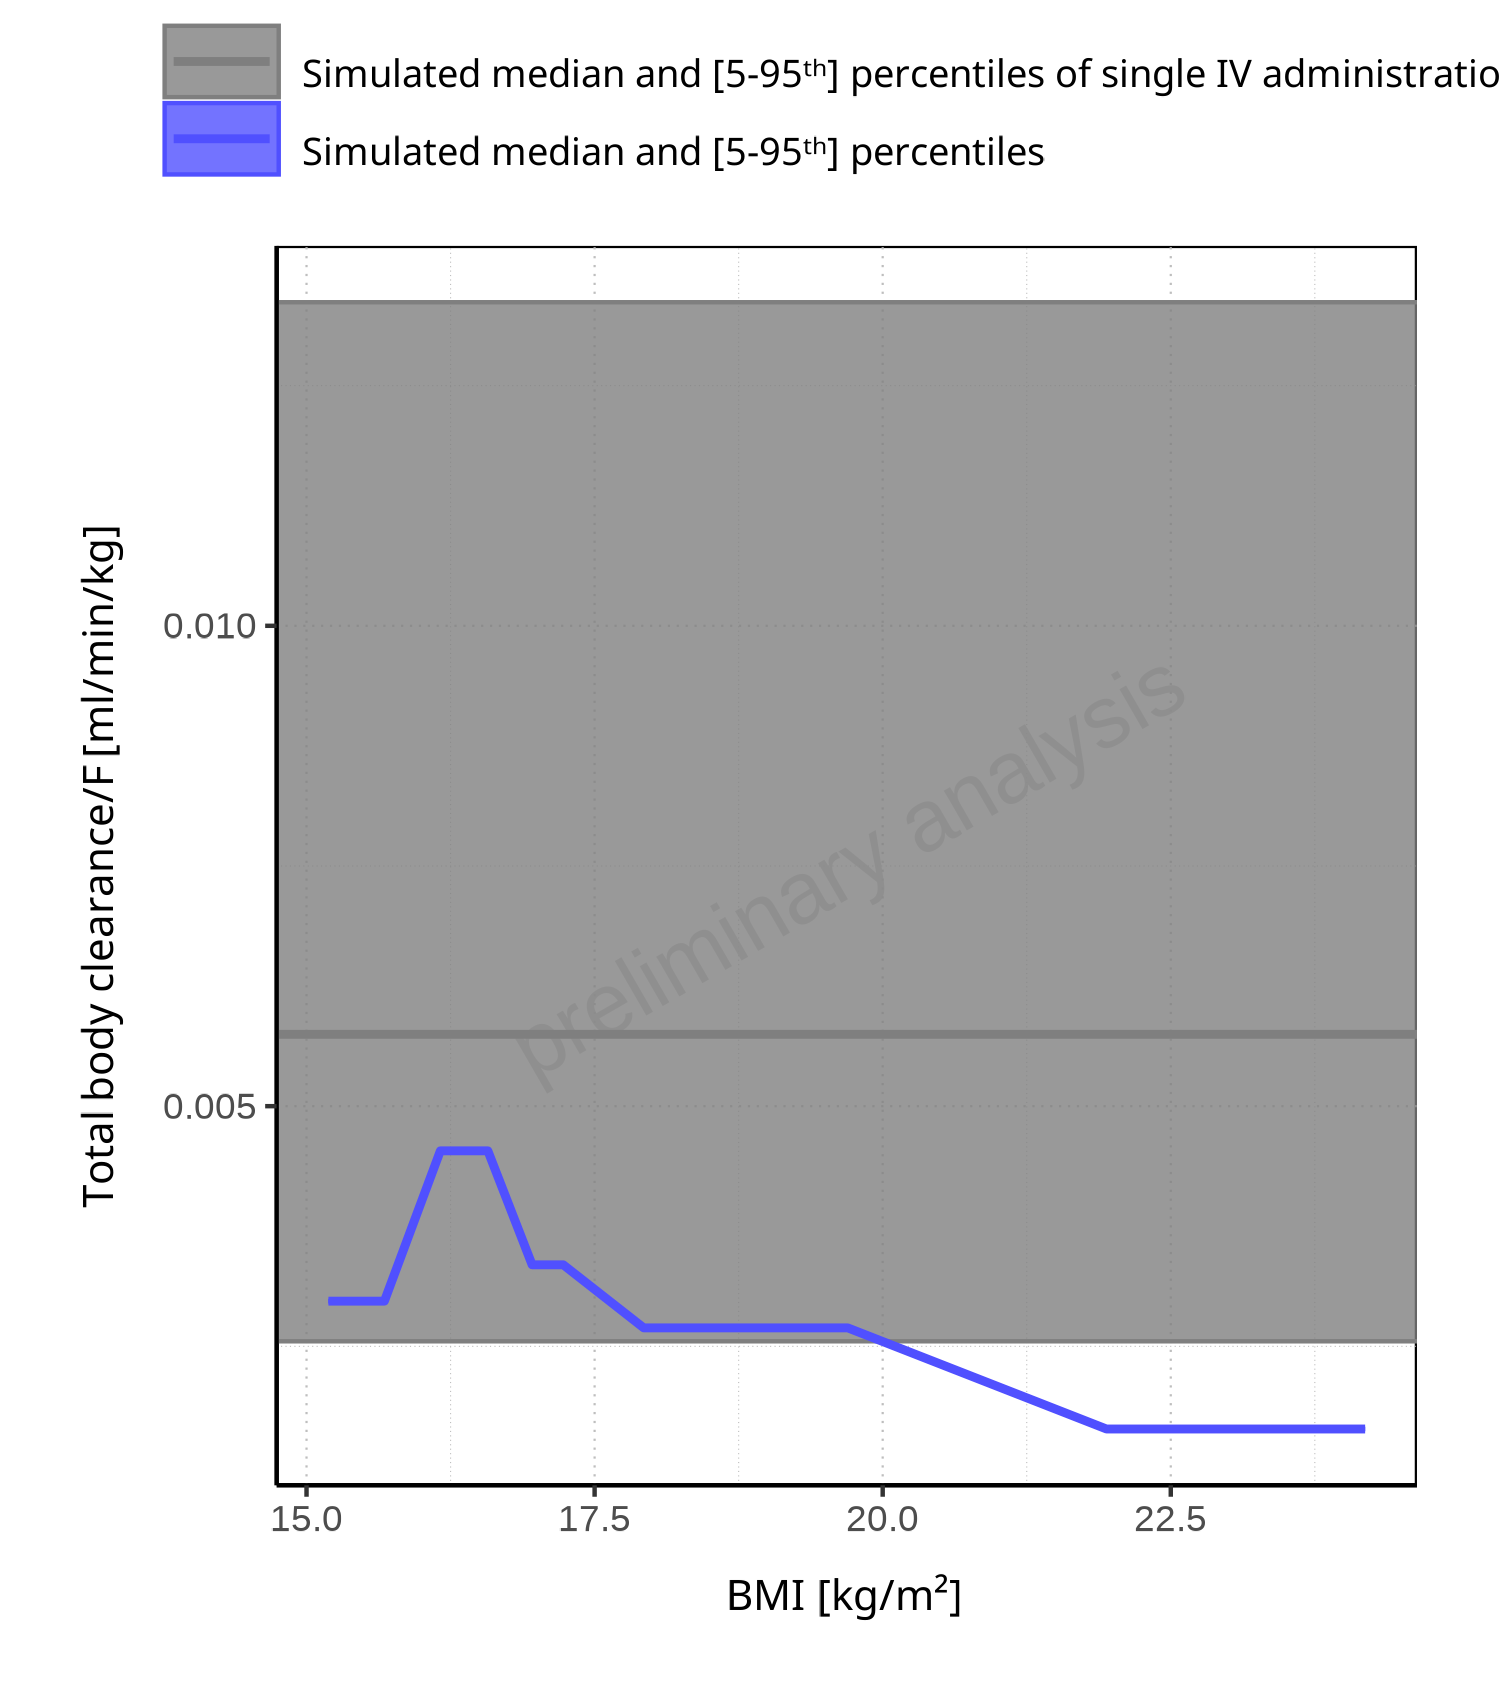 Simulated median and [5-95ᵗʰ] percentiles of single IV administratio
Simulated median and [5-95ᵗʰ] percentiles
Total body clearance/F [ml/min/kg]
0.010
0.005
preliminary analysis
15.0 17.5 20.0 22.5
BMI [kg/m²]